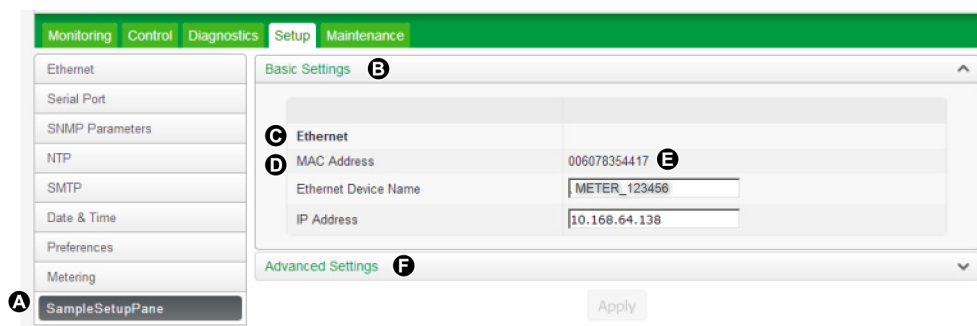 Monitoring Control Diagnostics Setup Maintenance
Ethernet
Serial Port
SNMP Parameters
NTP
SMTP
Date & Time
Preferences
Metering
A SampleSetupPane
Basic Settings B
C Ethernet
D MAC Address 006078354417 E
Ethernet Device Name METER_123456
IP Address 10.168.64.138
Advanced Settings F
Apply